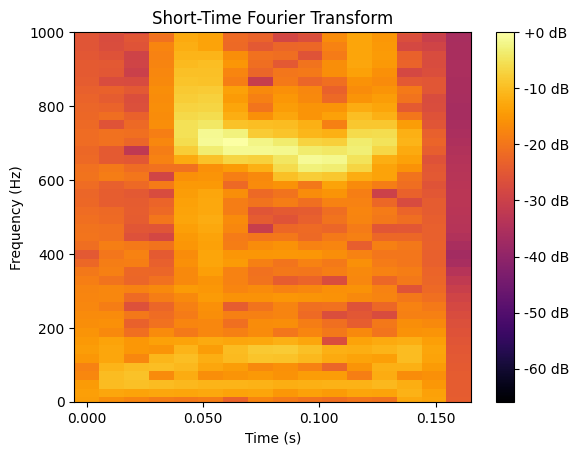 Short-Time Fourier Transform
1000
800
600
400
200
0
Frequency (Hz)
0.000
0.050
0.100
0.150
Time (s)
+0 dB
-10 dB
-20 dB
-30 dB
-40 dB
-50 dB
-60 dB